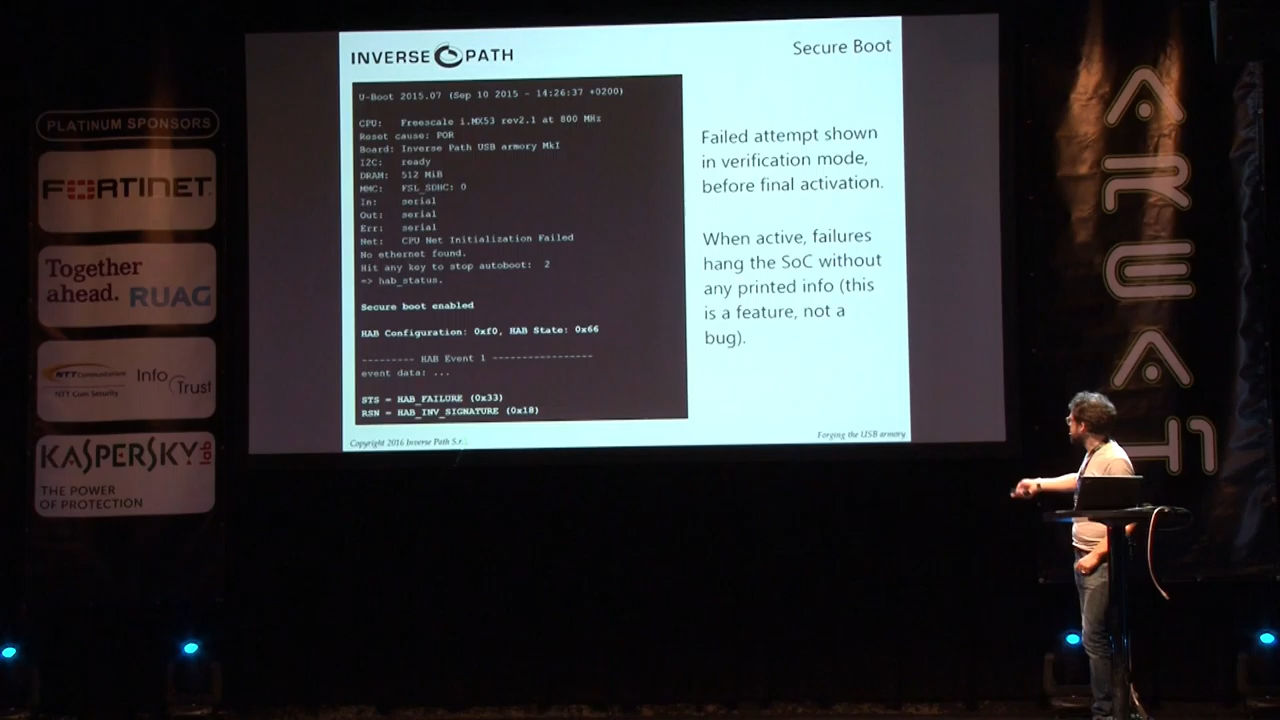 PLATINUM SPONSORS
FORTINET
Together
ahead. RUAG
NTT Communications
NTT Com Security
Info
Trust
KASPERSKY lab
THE POWER
OF PROTECTION
INVERSE PATH
Secure Boot
U-Boot 2015.07 (Sep 10 2015 - 14:26:37 +0200)
CPU: Freescale i.MX53 rev2.1 at 800 MHz
Reset cause: POR
Board: Inverse Path USB armory MkI
I2C: ready
DRAM: 512 MiB
MMC: FSL_SDHC: 0
In: serial
Out: serial
Err: serial
Net: CPU Net Initialization Failed
No ethernet found.
Hit any key to stop autoboot: 2
=> hab_status.
Secure boot enabled
HAB Configuration: 0xf0, HAB State: 0x66
--------- HAB Event 1 -----------------
event data: ...
STS = HAB_FAILURE (0x33)
RSN = HAB_INV_SIGNATURE (0x18)
Failed attempt shown
in verification mode,
before final activation.
When active, failures
hang the SoC without
any printed info (this
is a feature, not a
bug).
Copyright 2016 Inverse Path S.r.l.
Forging the USB armory
AREA41